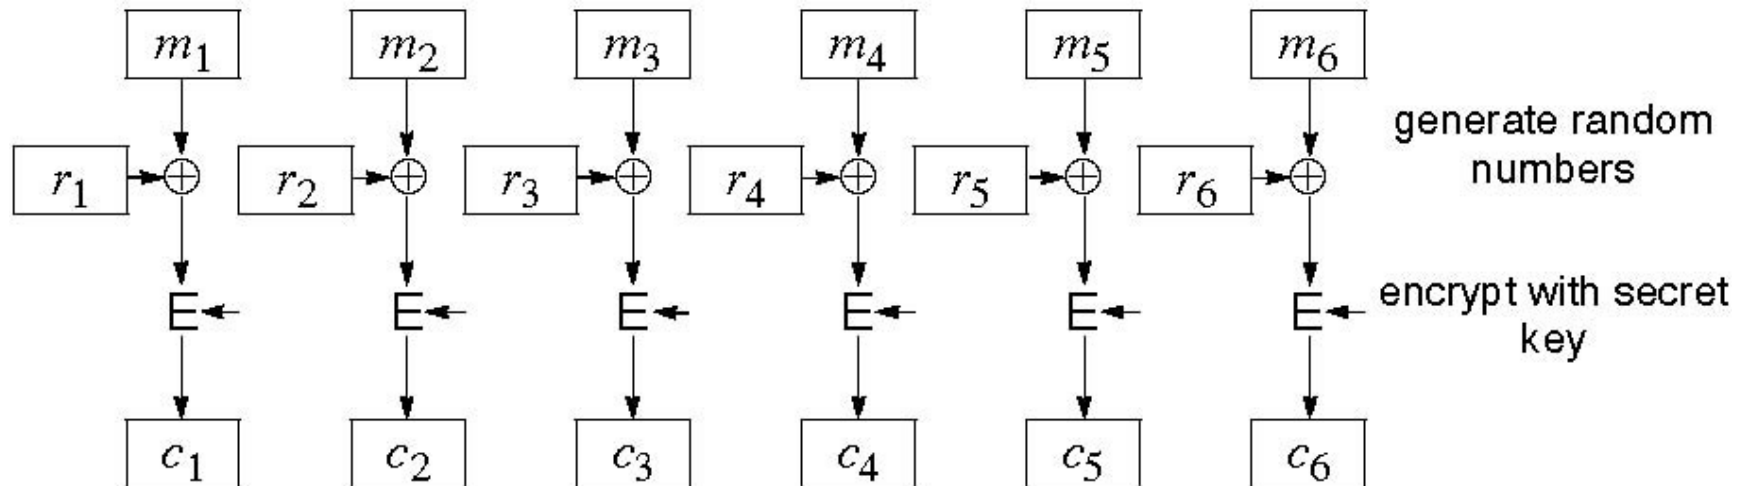 m1 m2 m3 m4 m5 m6
generate random
numbers
r1 r2 r3 r4 r5 r6
E E E E E E
encrypt with secret
key
c1 c2 c3 c4 c5 c6